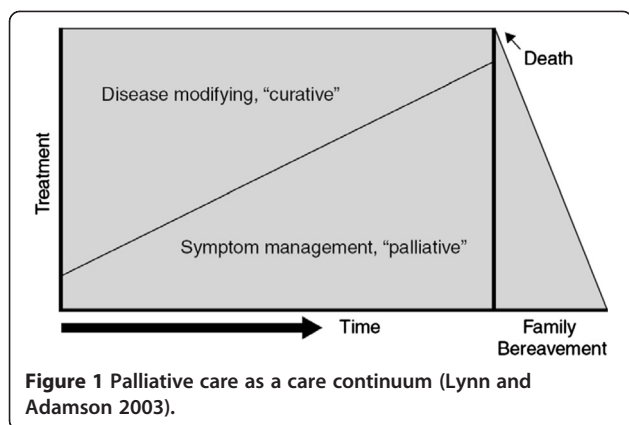 Death
Disease modifying, “curative”
Treatment
Symptom management, “palliative”
Time
Family
Bereavement
Figure 1 Palliative care as a care continuum (Lynn and
Adamson 2003).